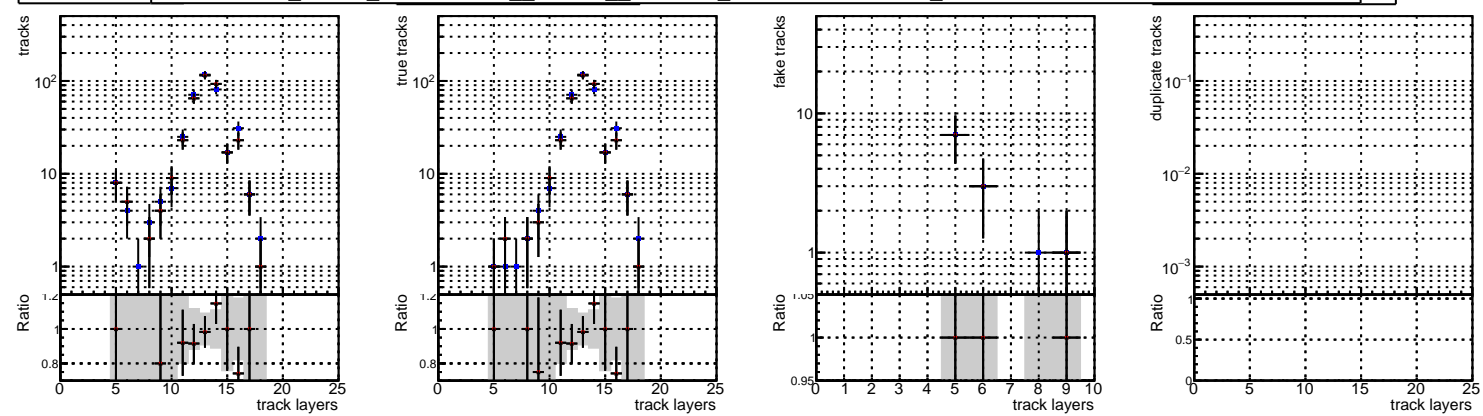 tracks
10²
10
1
1.2
1
0.8
Ratio
0 5 10 15 20 25
track layers
true tracks
10²
10
1
1.2
1
0.8
Ratio
0 5 10 15 20 25
track layers
fake tracks
10
1
1.05
1
0.95
Ratio
0 1 2 3 4 5 6 7 8 9 10
track layers
duplicate tracks
10⁻¹
10⁻²
10⁻³
1
0.5
0
Ratio
0 5 10 15 20 25
track layers